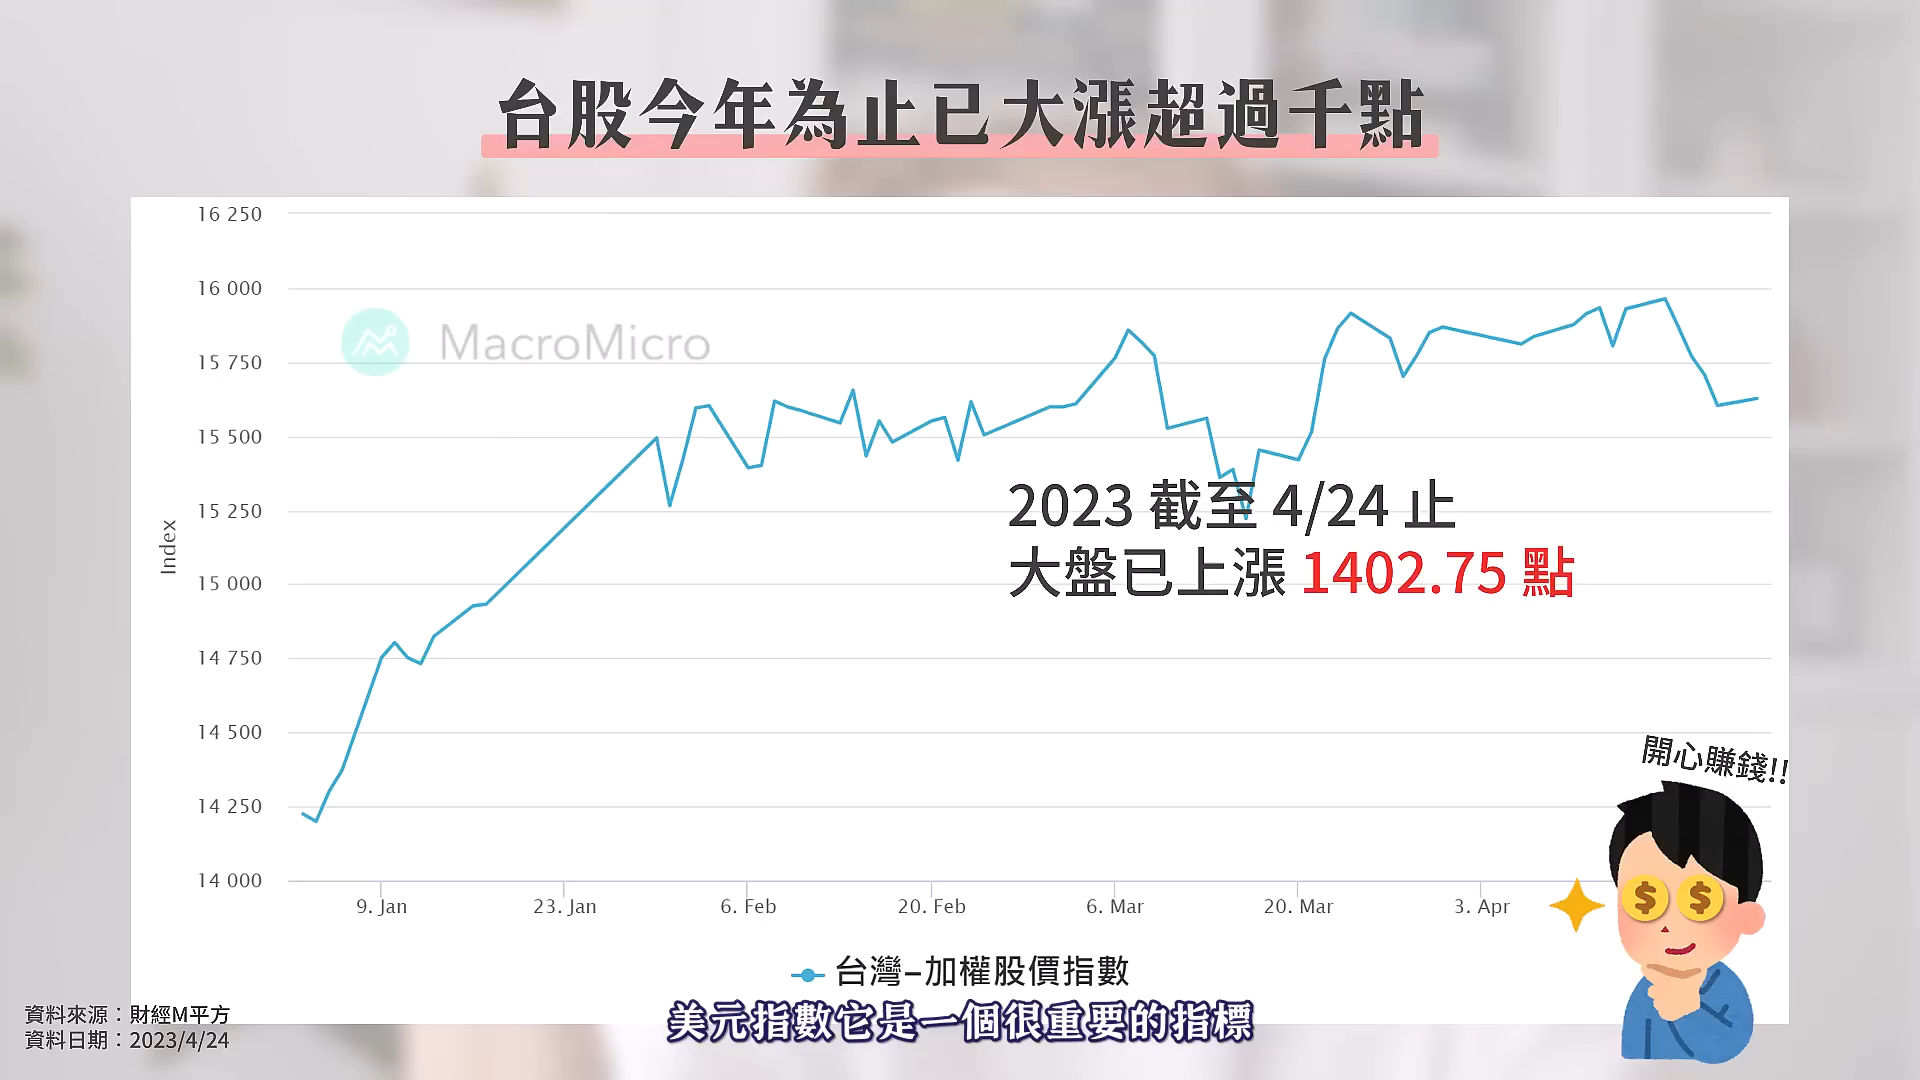 台股今年為止已大漲超過千點
16 250
16 000
MacroMicro
15 750
15 500
15 250
15 000
14 750
14 500
14 250
14 000
Index
2023 截至 4/24 止
大盤已上漲 1402.75 點
開心賺錢!!
9. Jan
23. Jan
6. Feb
20. Feb
6. Mar
20. Mar
3. Apr
台灣-加權股價指數
美元指數它是一個很重要的指標
資料來源：財經M平方
資料日期：2023/4/24